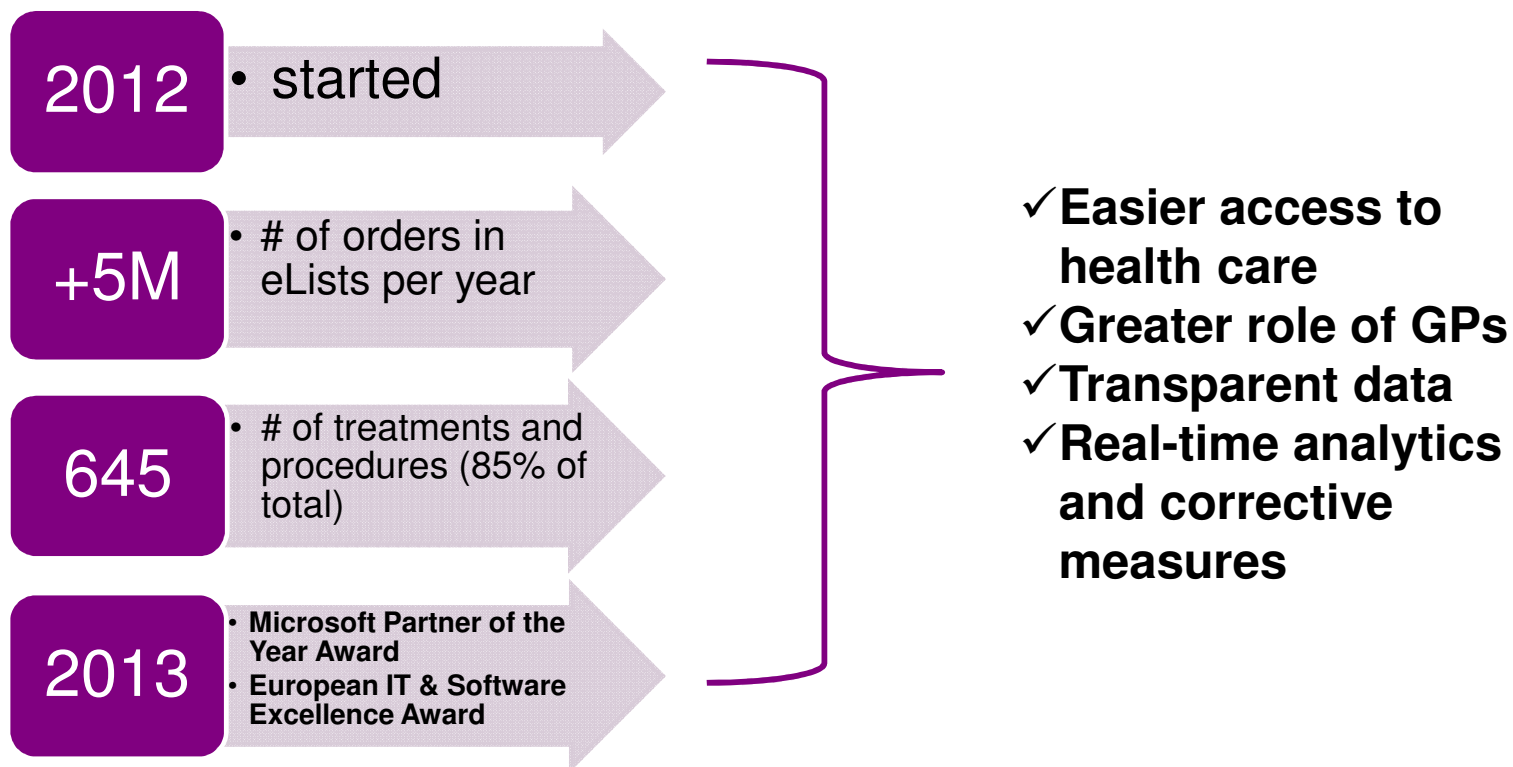 2012
• started
+5M
• # of orders in
eLists per year
645
• # of treatments and
procedures (85% of
total)
2013
• Microsoft Partner of the
Year Award
• European IT & Software
Excellence Award
✓Easier access to
health care
✓Greater role of GPs
✓Transparent data
✓Real-time analytics
and corrective
measures